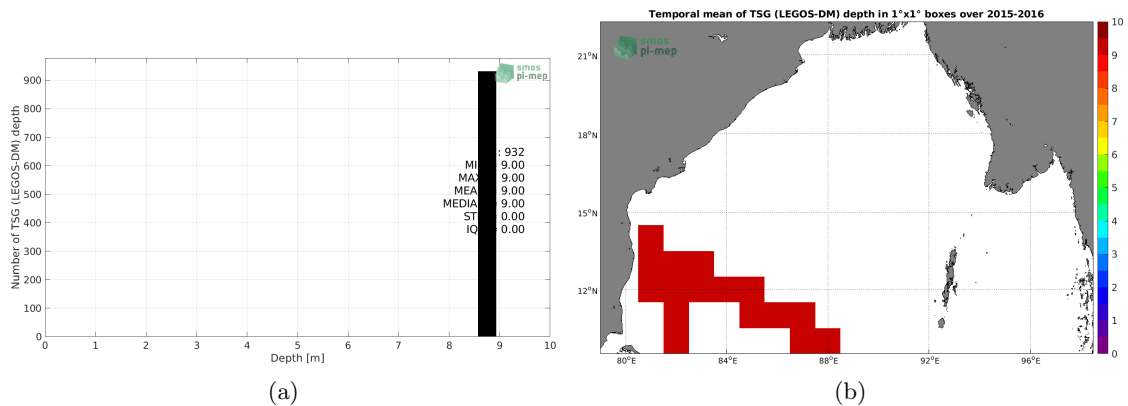 Temporal mean of TSG (LEGOS-DM) depth in 1°x1° boxes over 2015-2016
smos
pi-mep
Number of TSG (LEGOS-DM) depth
900
800
700
600
500
400
300
200
100
0
: 932
MI 9.00
MAX 9.00
MEA 9.00
MEDIA 9.00
ST 0.00
IQ 0.00
0 1 2 3 4 5 6 7 8 9 10
Depth [m]
(a)
smos
pi-mep
21°N
18°N
15°N
12°N
80°E 84°E 88°E 92°E 96°E
10
9
8
7
6
5
4
3
2
1
0
(b)